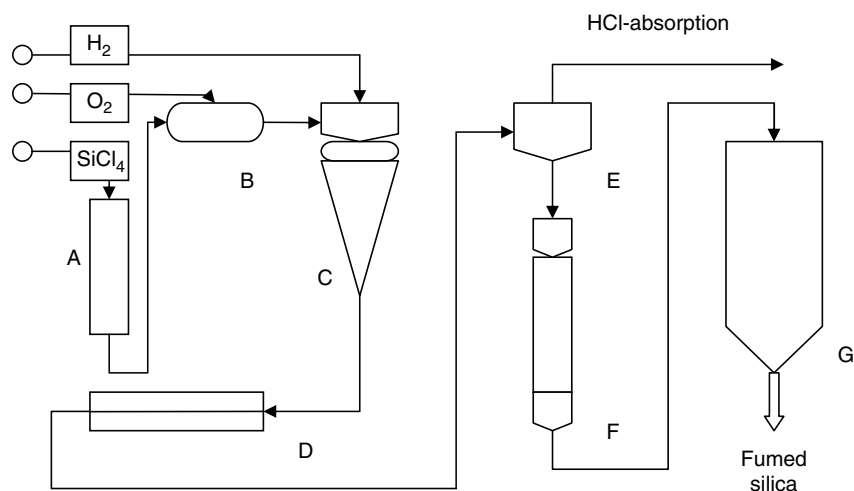 HCl-absorption
H₂
O₂
SiCl₄
A
B
C
D
E
F
G
Fumed
silica